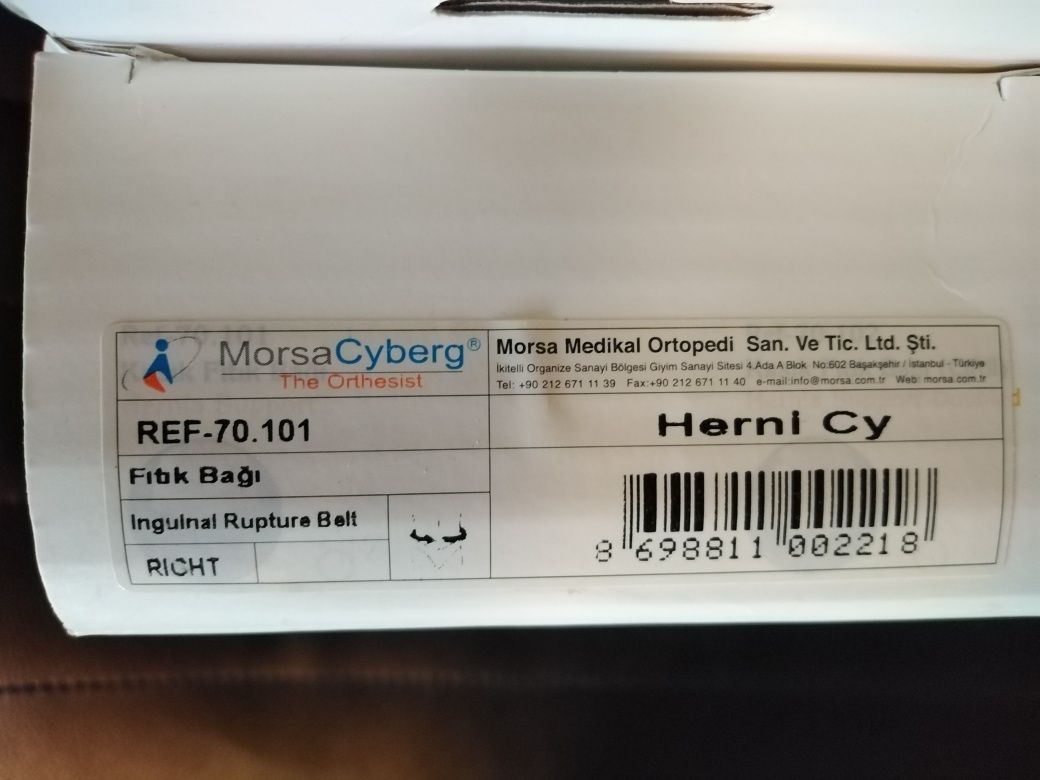 MorsaCyberg®
The Orthesist
Morsa Medikal Ortopedi San. Ve Tic. Ltd. Şti.
İkitelli Organize Sanayi Bölgesi Giyim Sanayi Sitesi 4.Ada A Blok No:602 Başakşehir / İstanbul - Türkiye
Tel: +90 212 671 11 39 Fax:+90 212 671 11 40 e-mail:info@morsa.com.tr Web: morsa.com.tr
REF-70.101
Herni Cy
Fıtık Bağı
Inguinal Rupture Belt
RIGHT
8 698811 002218